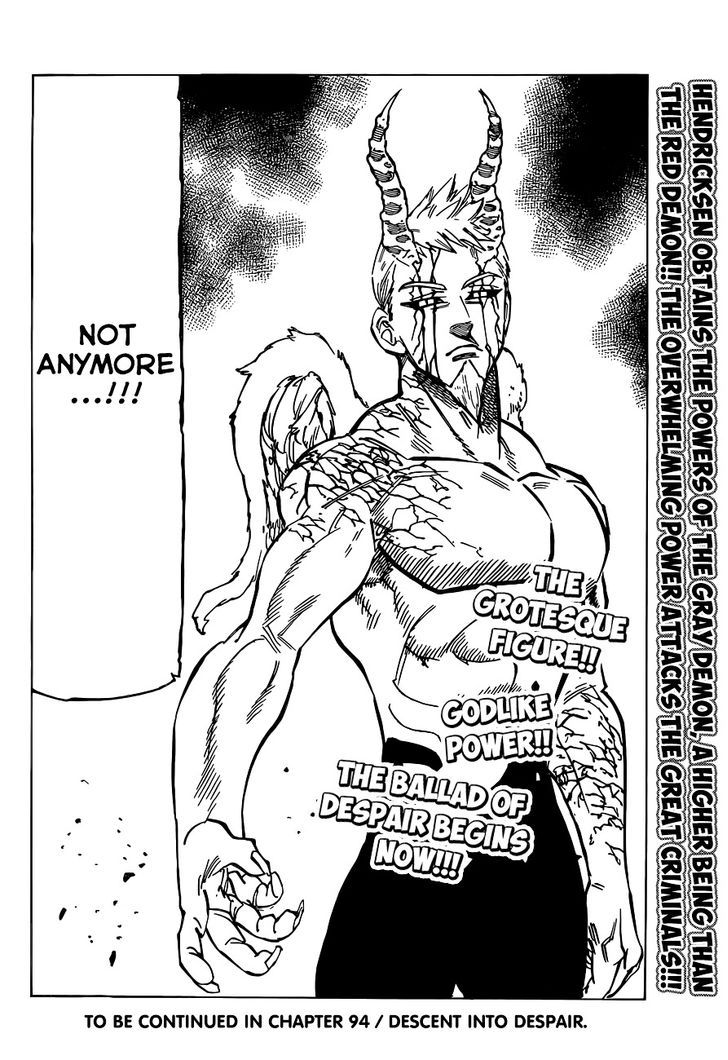 HENDRICKSEN OBTAINS THE POWERS OF THE GRAY DEMON, A HIGHER BEING THAN
THE RED DEMON!! THE OVERWHELMING POWER ATTACKS THE GREAT CRIMINALS!!!
NOT
ANYMORE
...!!!
THE
GROTESQUE
FIGURE!!
GODLIKE
POWER!!
THE BALLAD OF
DESPAIR BEGINS
NOW!!!
TO BE CONTINUED IN CHAPTER 94 / DESCENT INTO DESPAIR.